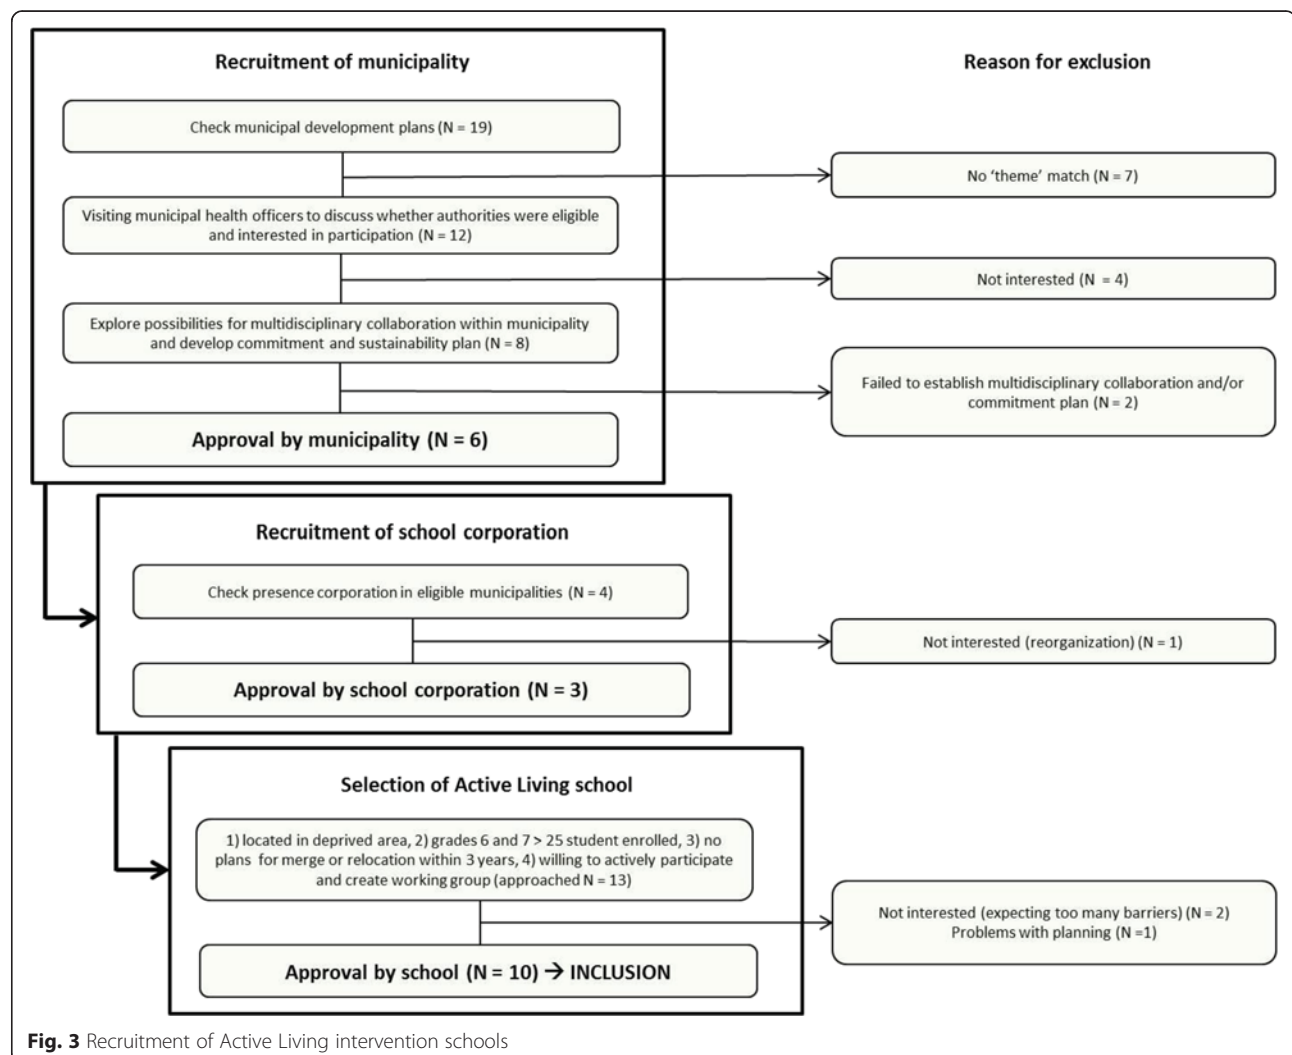 Recruitment of municipality
Reason for exclusion
Check municipal development plans (N = 19)
No ‘theme’ match (N = 7)
Visiting municipal health officers to discuss whether authorities were eligible
and interested in participation (N = 12)
Not interested (N = 4)
Explore possibilities for multidisciplinary collaboration within municipality
and develop commitment and sustainability plan (N = 8)
Failed to establish multidisciplinary collaboration and/or
commitment plan (N = 2)
Approval by municipality (N = 6)
Recruitment of school corporation
Check presence corporation in eligible municipalities (N = 4)
Not interested (reorganization) (N = 1)
Approval by school corporation (N = 3)
Selection of Active Living school
1) located in deprived area, 2) grades 6 and 7 > 25 student enrolled, 3) no
plans for merge or relocation within 3 years, 4) willing to actively participate
and create working group (approached N = 13)
Not interested (expecting too many barriers) (N = 2)
Problems with planning (N =1)
Approval by school (N = 10) → INCLUSION
Fig. 3 Recruitment of Active Living intervention schools